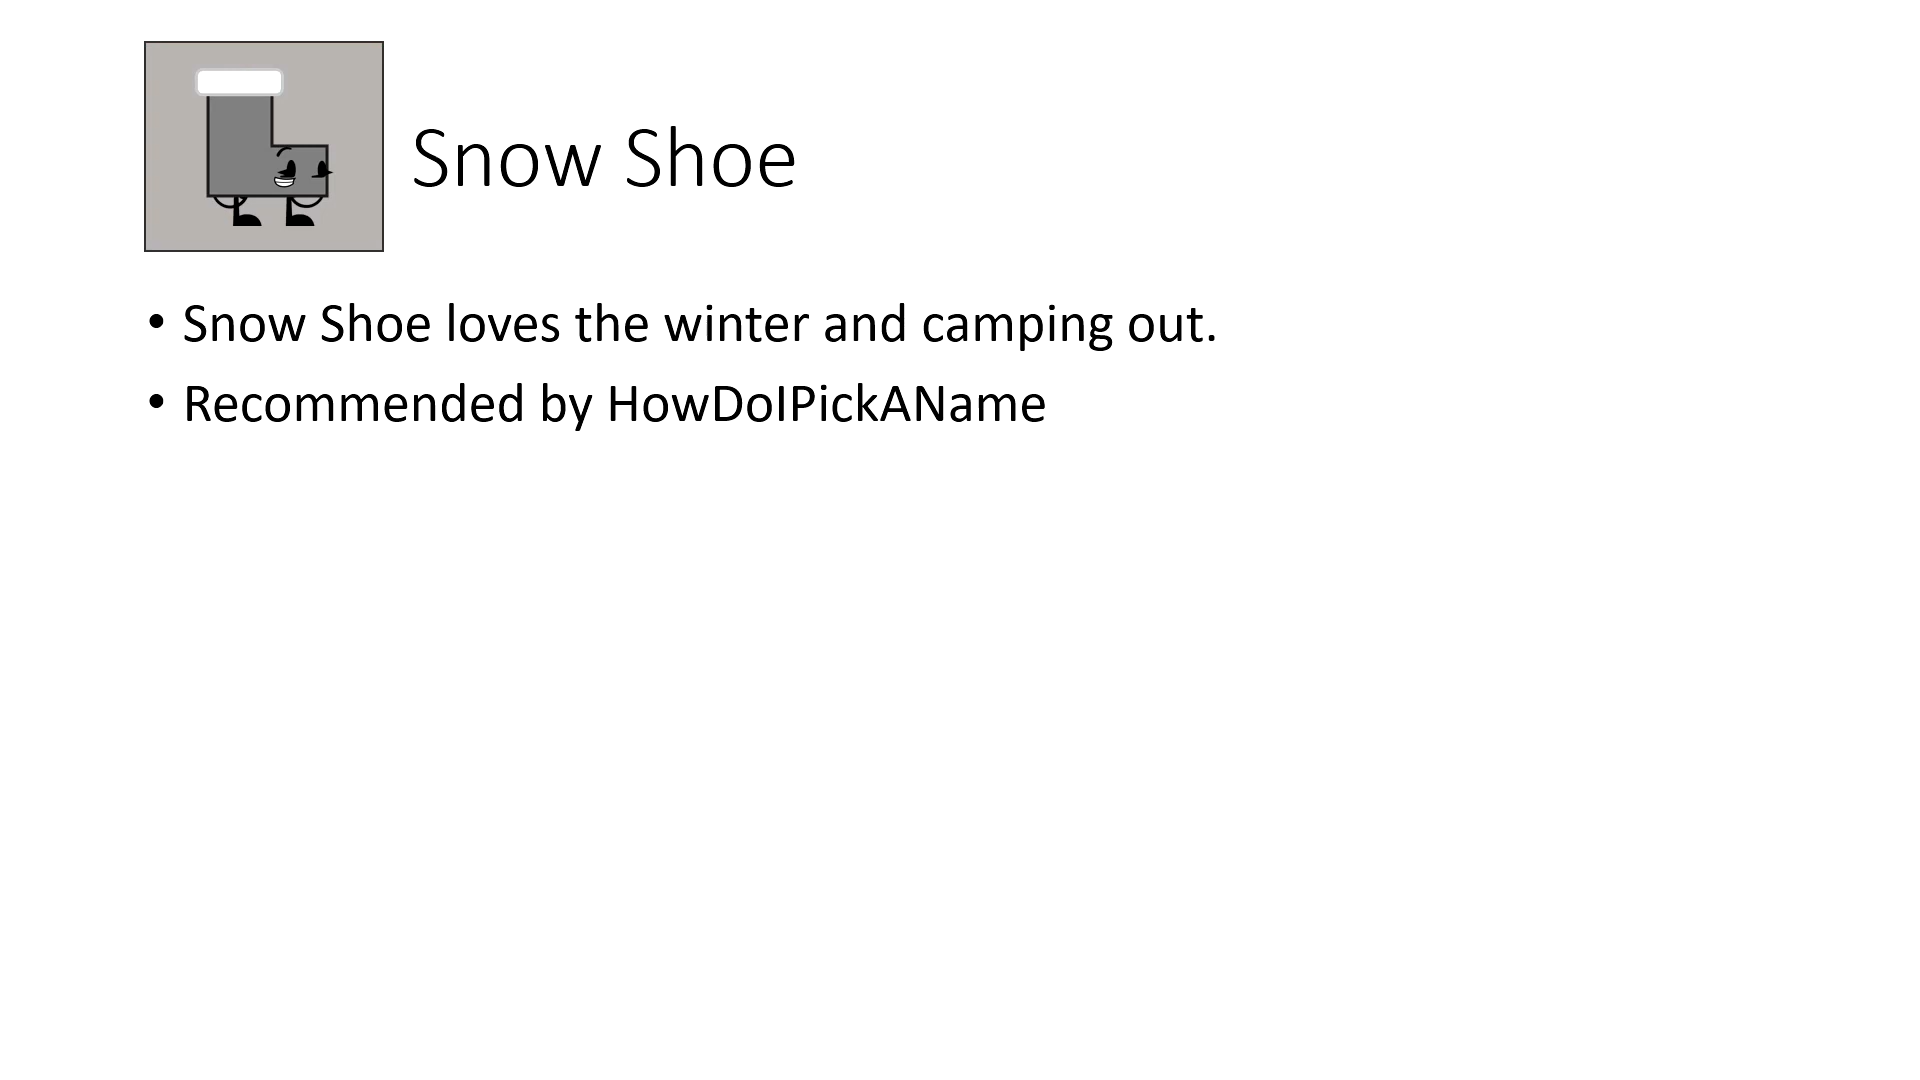 Snow Shoe
• Snow Shoe loves the winter and camping out.
• Recommended by HowDoIPickAName